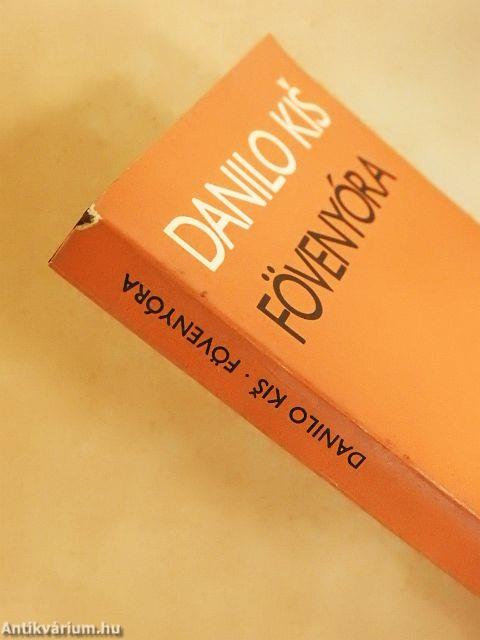 DANILO KIŠ
FÖVENYÓRA
DANILO KIŠ · FÖVENYÓRA
Antikvárium.hu